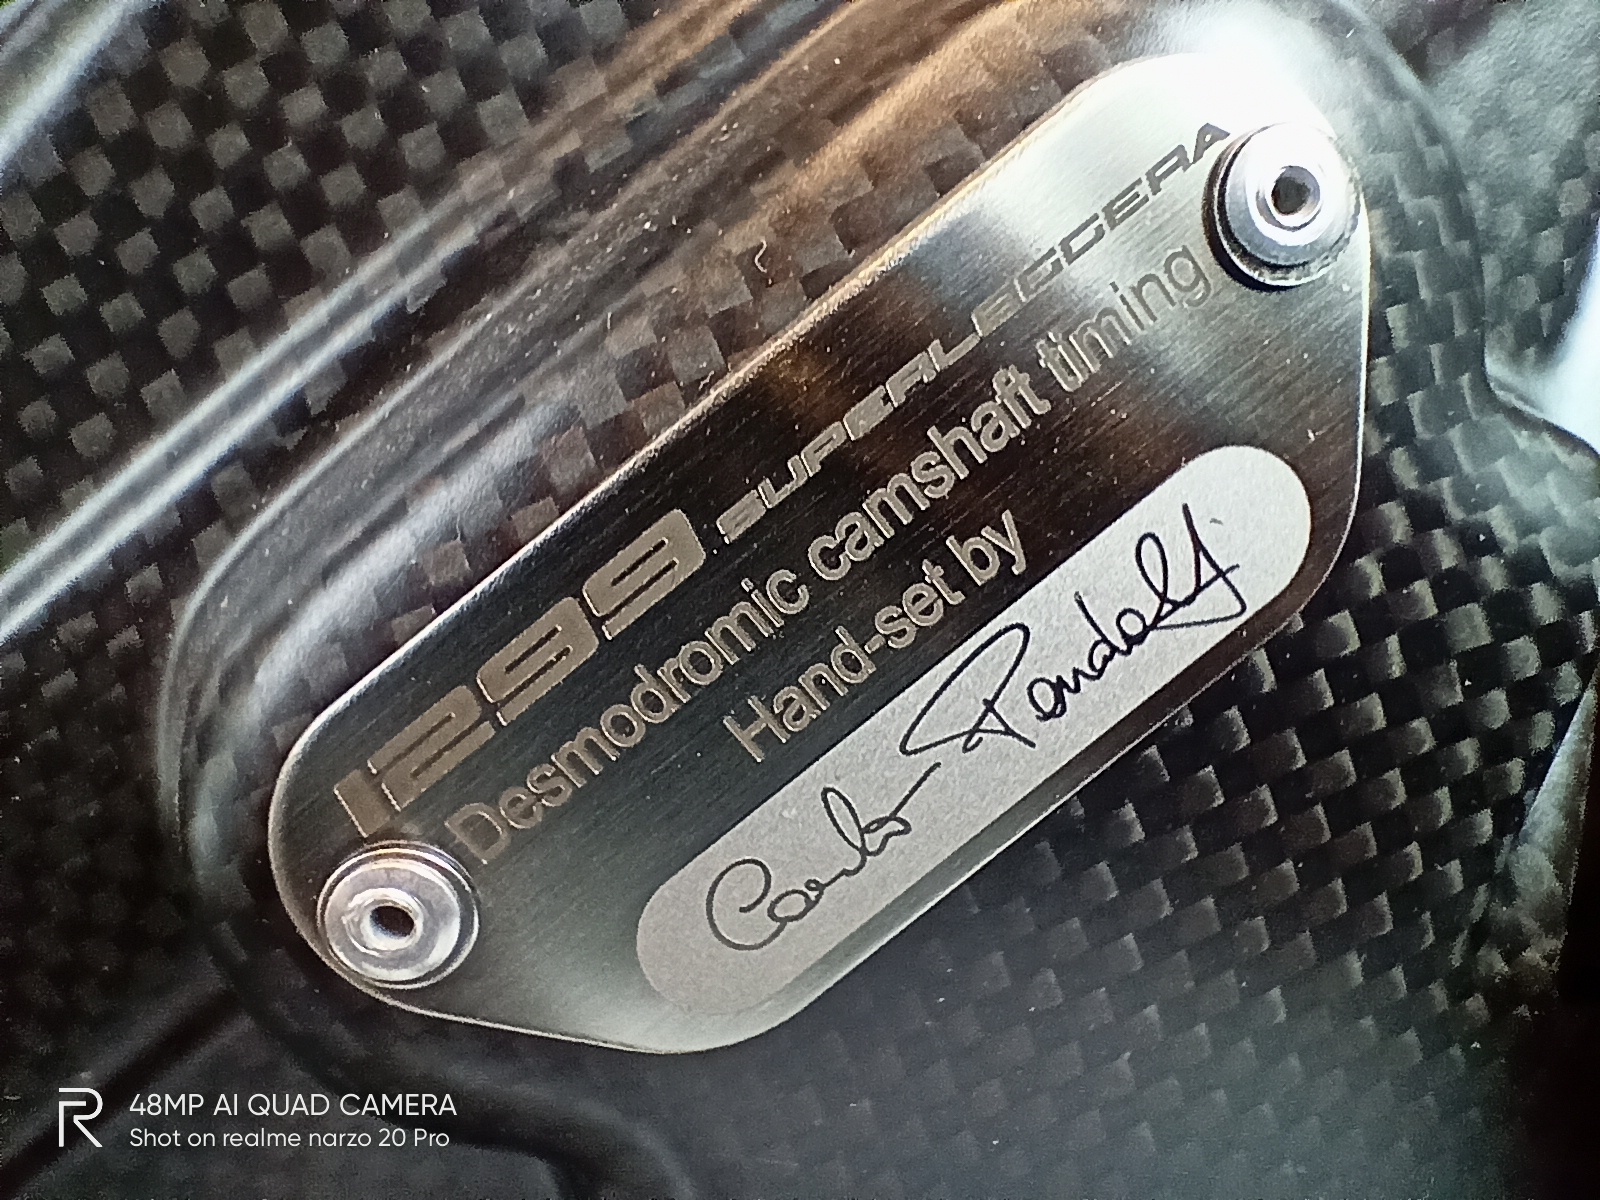 1299 SUPERLEGGERA
Desmodromic camshaft timing
Hand-set by
48MP AI QUAD CAMERA
Shot on realme narzo 20 Pro